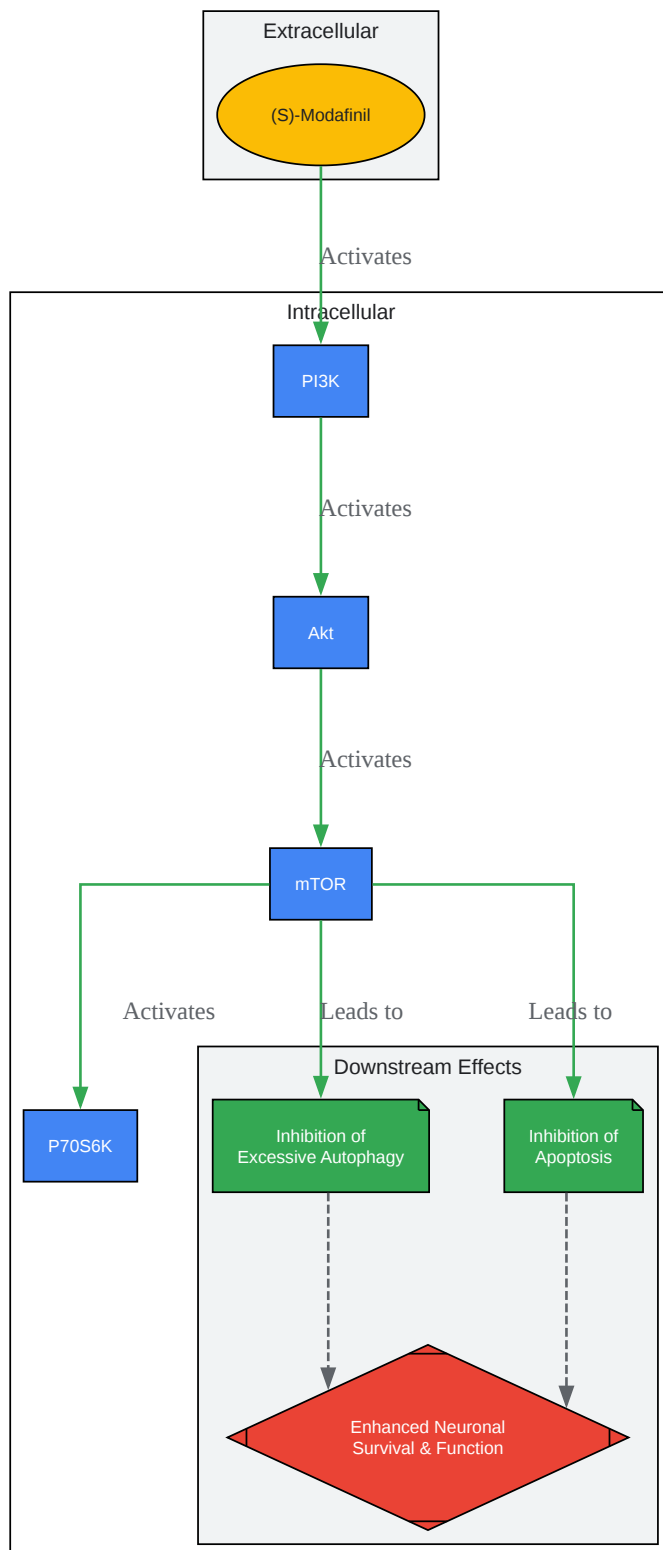 Extracellular
(S)-Modafinil
Activates
Intracellular
PI3K
Activates
Akt
Activates
mTOR
Activates
Leads to
Leads to
Downstream Effects
P70S6K
Inhibition of
Excessive Autophagy
Inhibition of
Apoptosis
Enhanced Neuronal
Survival & Function